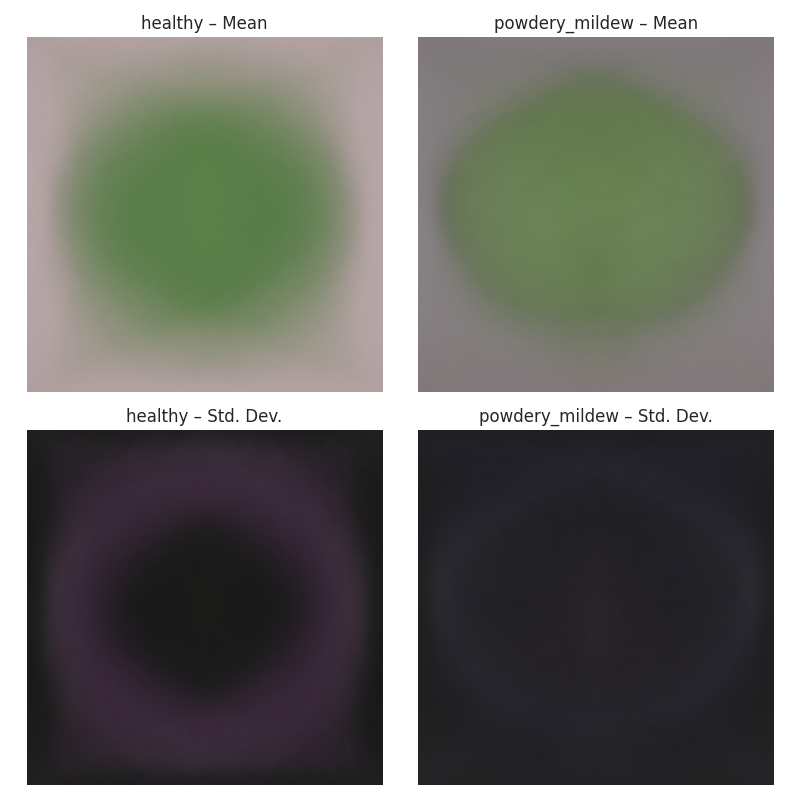 healthy – Mean
powdery_mildew – Mean
healthy – Std. Dev.
powdery_mildew – Std. Dev.